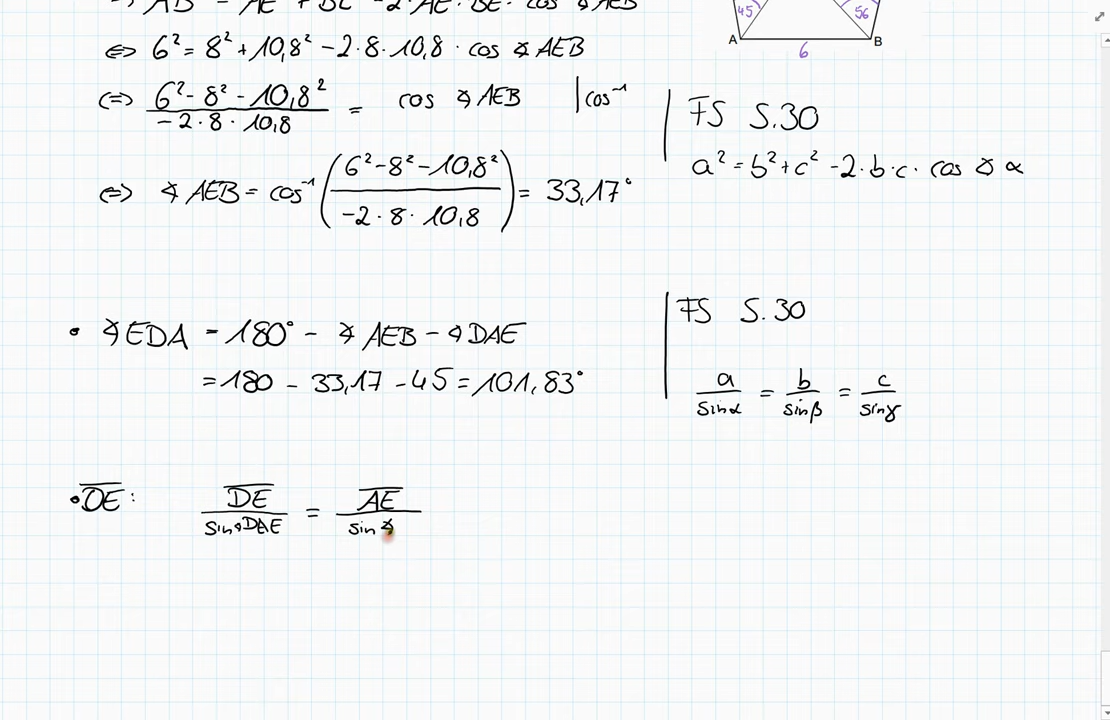 ⇔ 6² = 8² + 10,8² - 2·8·10,8 · cos ∢ AEB
⇔ (6² - 8² - 10,8²) / (-2·8·10,8) = cos ∢ AEB | cos⁻¹
⇔ ∢ AEB = cos⁻¹ ((6² - 8² - 10,8²) / (-2·8·10,8)) = 33,17°
45
56
A
B
6
FS S.30
a² = b² + c² - 2·b·c· cos ∢ α
• ∢ EDA = 180° - ∢ AEB - ∢ DAE
= 180 - 33,17 - 45 = 101,83°
FS S.30
a / sin α = b / sin β = c / sin γ
• D̅E̅ : D̅E̅ / sin ∢ DAE = A̅E̅ / sin ∢